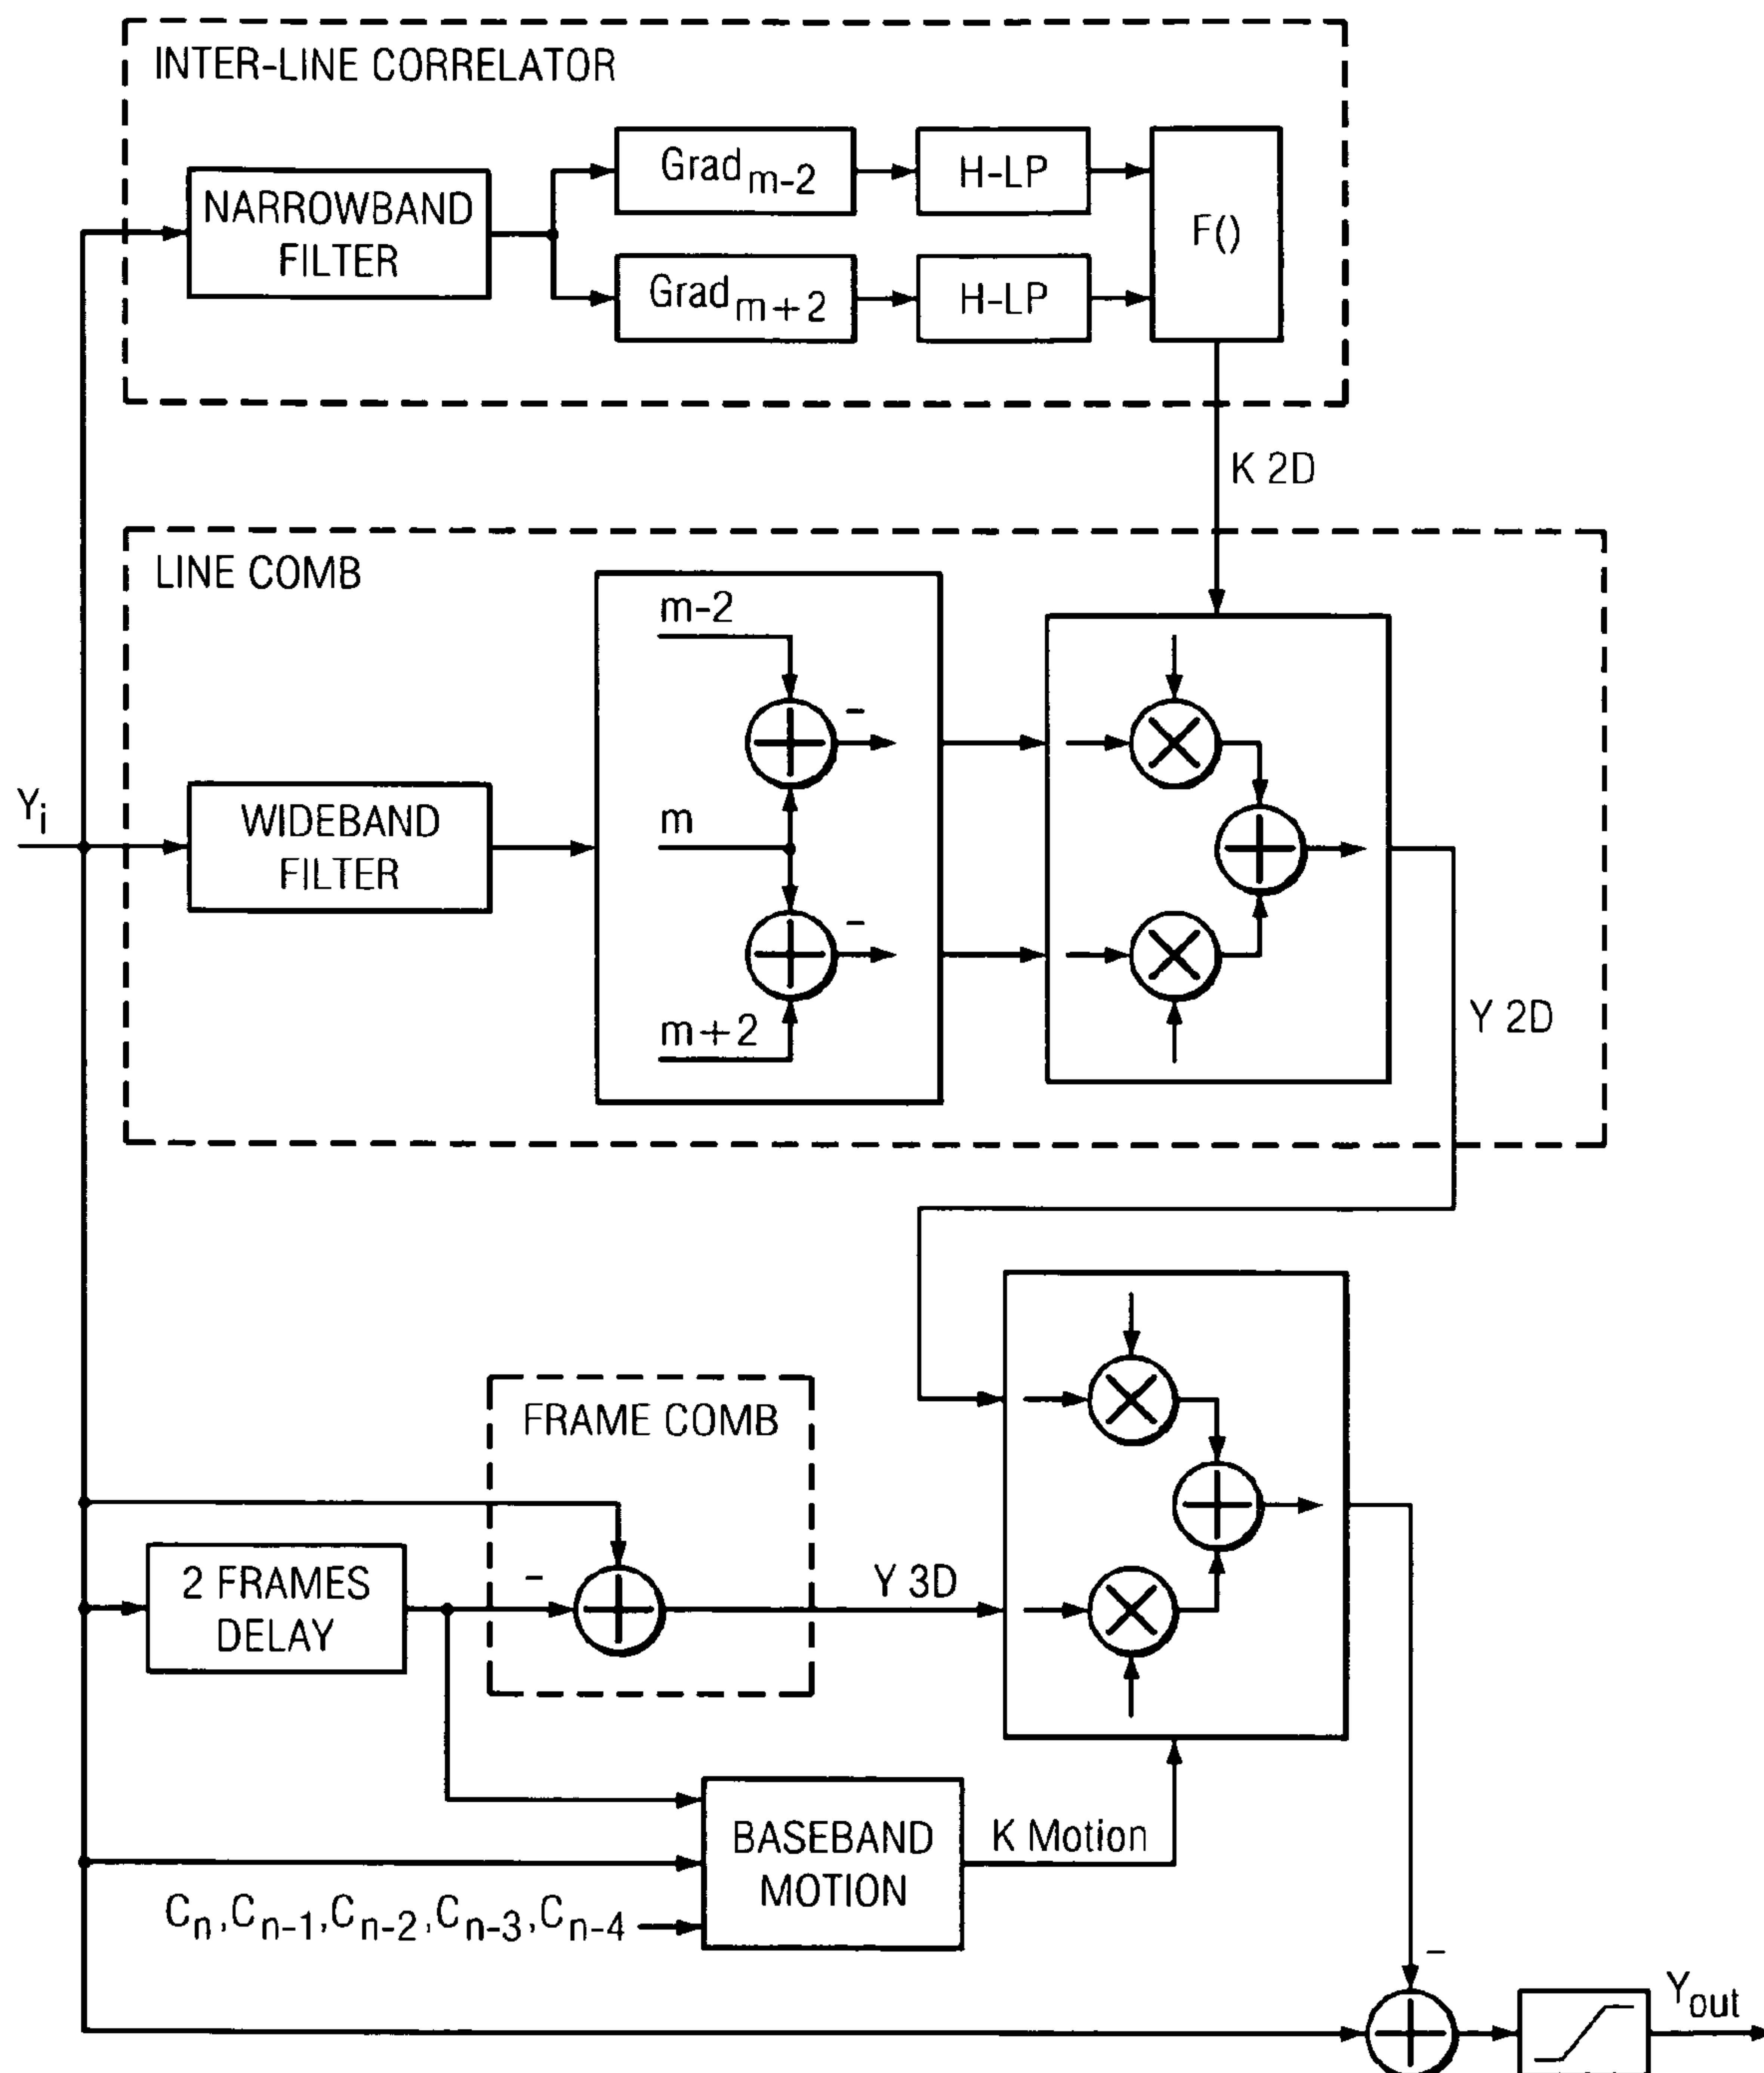 INTER-LINE CORRELATOR
NARROWBAND
FILTER
Grad m-2
H-LP
Grad m+2
H-LP
F()
K 2D
LINE COMB
Yi
WIDEBAND
FILTER
m-2
-
m
-
m+2
Y 2D
FRAME COMB
2 FRAMES
DELAY
-
Y 3D
BASEBAND
MOTION
K Motion
Cn,Cn-1,Cn-2,Cn-3,Cn-4
-
Yout